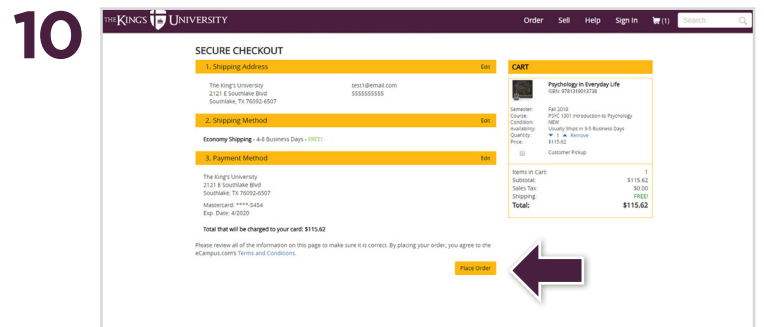 10
THE KING'S UNIVERSITY
Order Sell Help Sign In (1) Search
SECURE CHECKOUT
1. Shipping Address Edit
The King's University test1@email.com
2121 E Southlake Blvd 5555555555
Southlake, TX 76092-6507
2. Shipping Method Edit
Economy Shipping - 4-8 Business Days - FREE!
3. Payment Method Edit
The King's University
2121 E Southlake Blvd
Southlake, TX 76092-6507
Mastercard: ****-5454
Exp. Date: 4/2020
Total that will be charged to your card: $115.62
Please review all of the information on this page to make sure it is correct. By placing your order, you agree to the
eCampus.com's Terms and Conditions.
Place Order
CART
Psychology in Everyday Life
ISBN: 9781319013738
Semester: Fall 2018
Course: PSYC 1301 Introduction to Psychology
Condition: NEW
Availability: Usually Ships in 3-5 Business Days
Quantity: 1 Remove
Price: $115.62
Customer Pickup
Items in Cart: 1
Subtotal: $115.62
Sales Tax: $0.00
Shipping: FREE!
Total: $115.62